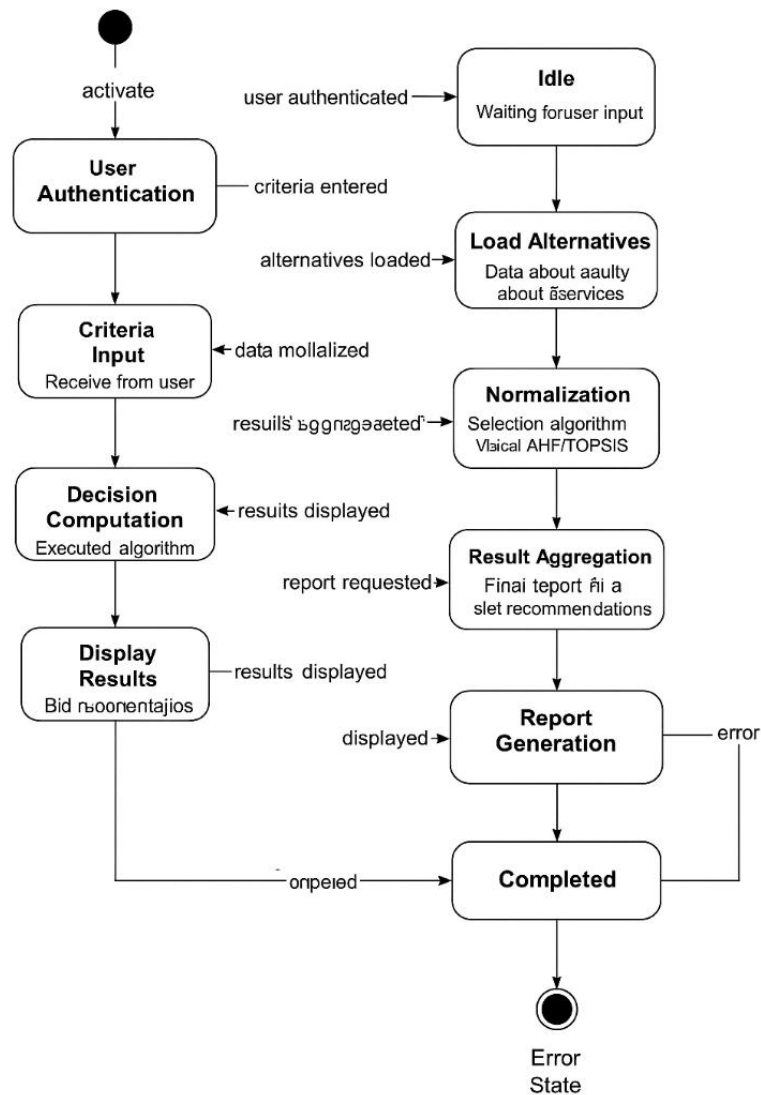 activate
User
Authentication
criteria entered
Criteria
Input
Receive from user
data mollalized
Decision
Computation
Executed algorithm
results displayed
Display
Results
Bid
results displayed
user authenticated
Idle
Waiting foruser input
alternatives loaded
Load Alternatives
Data about aaulty
about
Normalization
Selection algorithm
AHF/TOPSIS
report requested
Result Aggregation
Finai teport a
slet recommendations
displayed
Report
Generation
error
Completed
Error
State